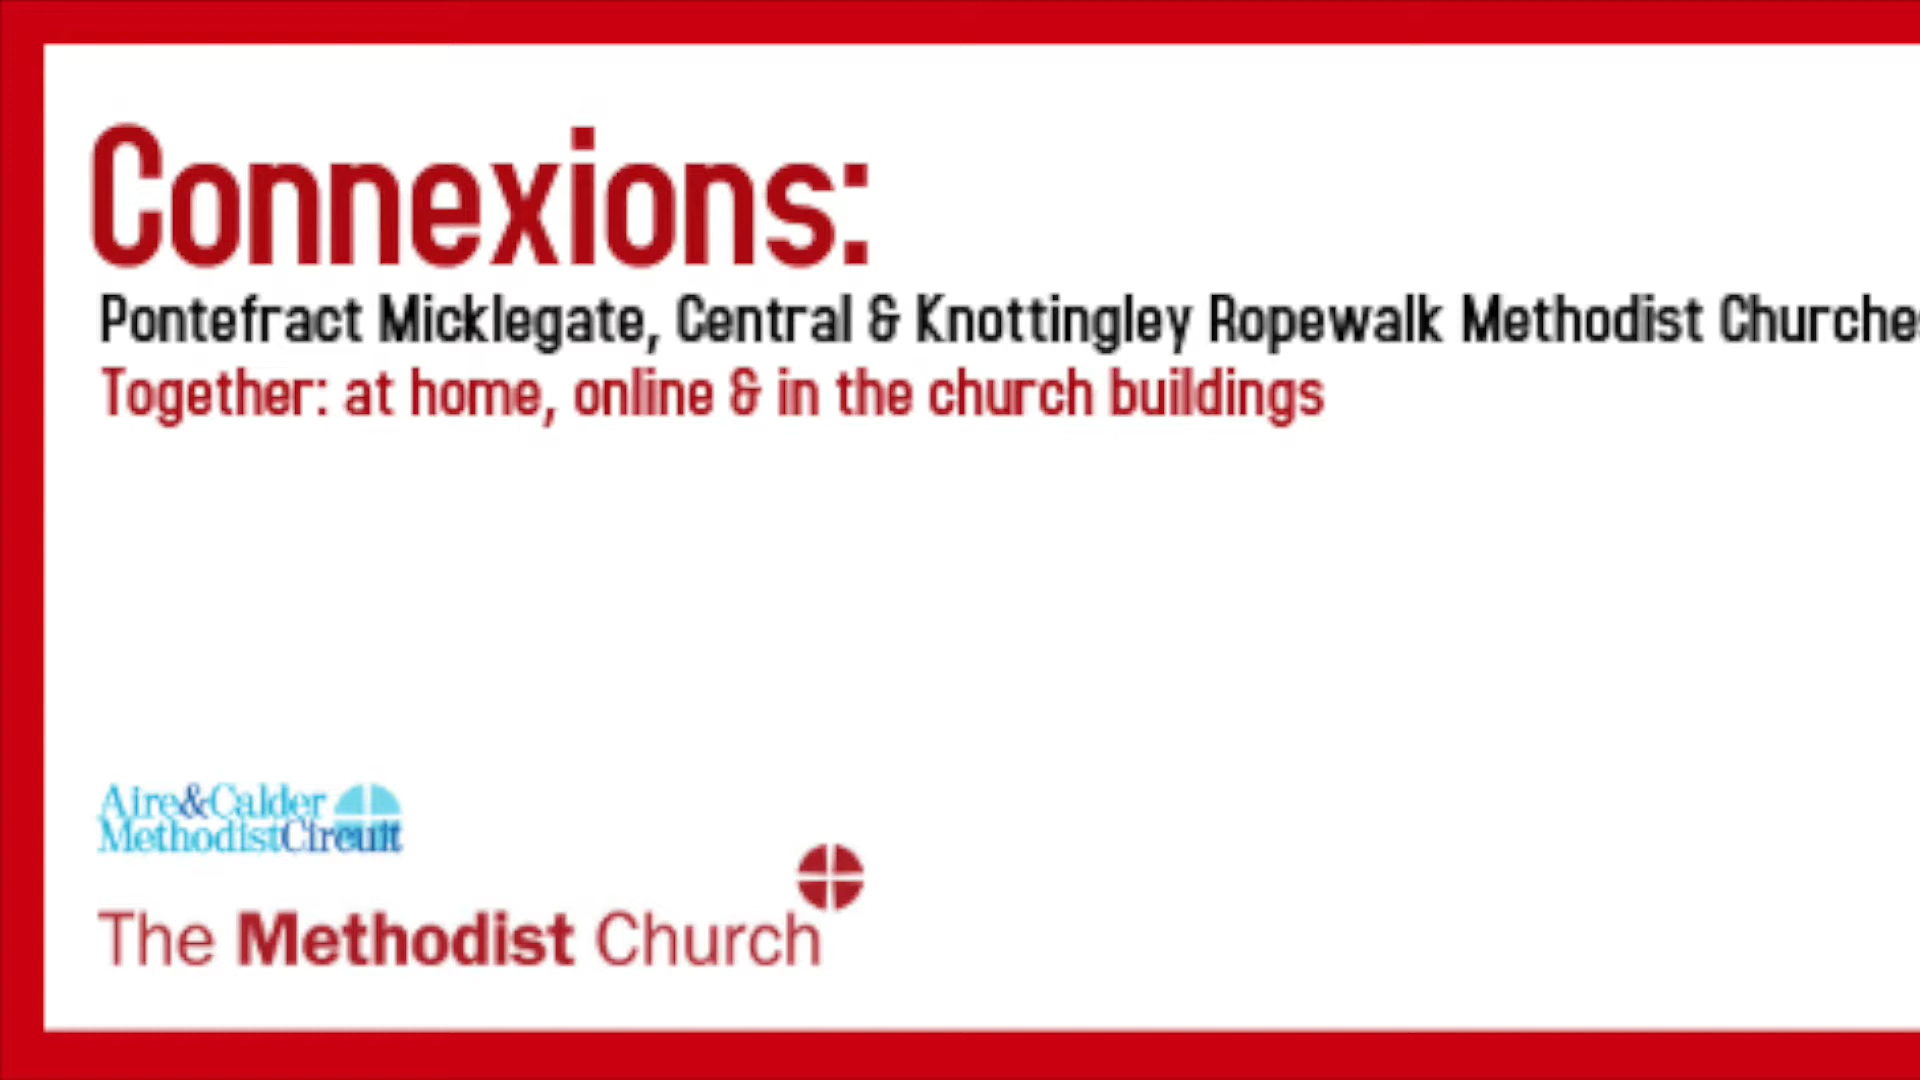 Connexions:
Pontefract Micklegate, Central & Knottingley Ropewalk Methodist Churche
Together: at home, online & in the church buildings
Aire&Calder
MethodistCircuit
The Methodist Church